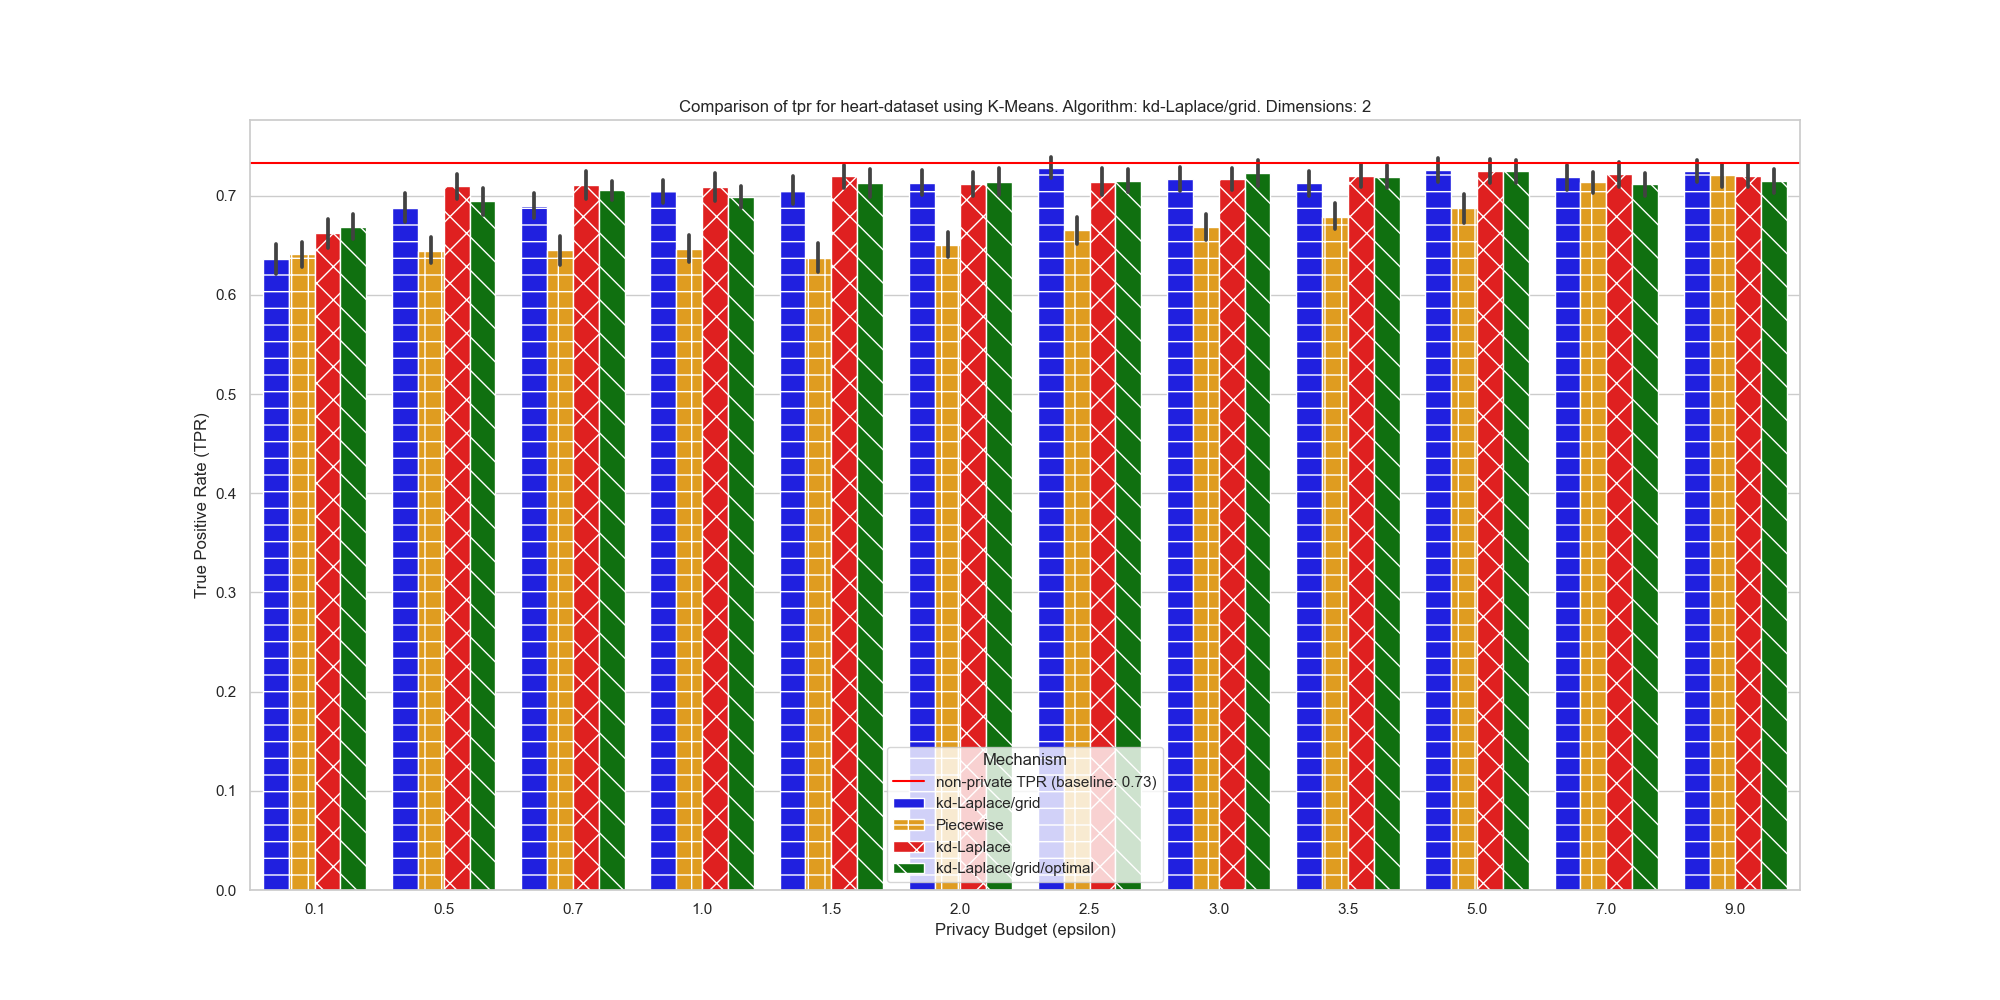 Comparison of tpr for heart-dataset using K-Means. Algorithm: kd-Laplace/grid. Dimensions: 2
True Positive Rate (TPR)
0.7
0.6
0.5
0.4
0.3
0.2
0.1
0.0
Mechanism
non-private TPR (baseline: 0.73)
kd-Laplace/grid
Piecewise
kd-Laplace
kd-Laplace/grid/optimal
0.1 0.5 0.7 1.0 1.5 2.0 2.5 3.0 3.5 5.0 7.0 9.0
Privacy Budget (epsilon)